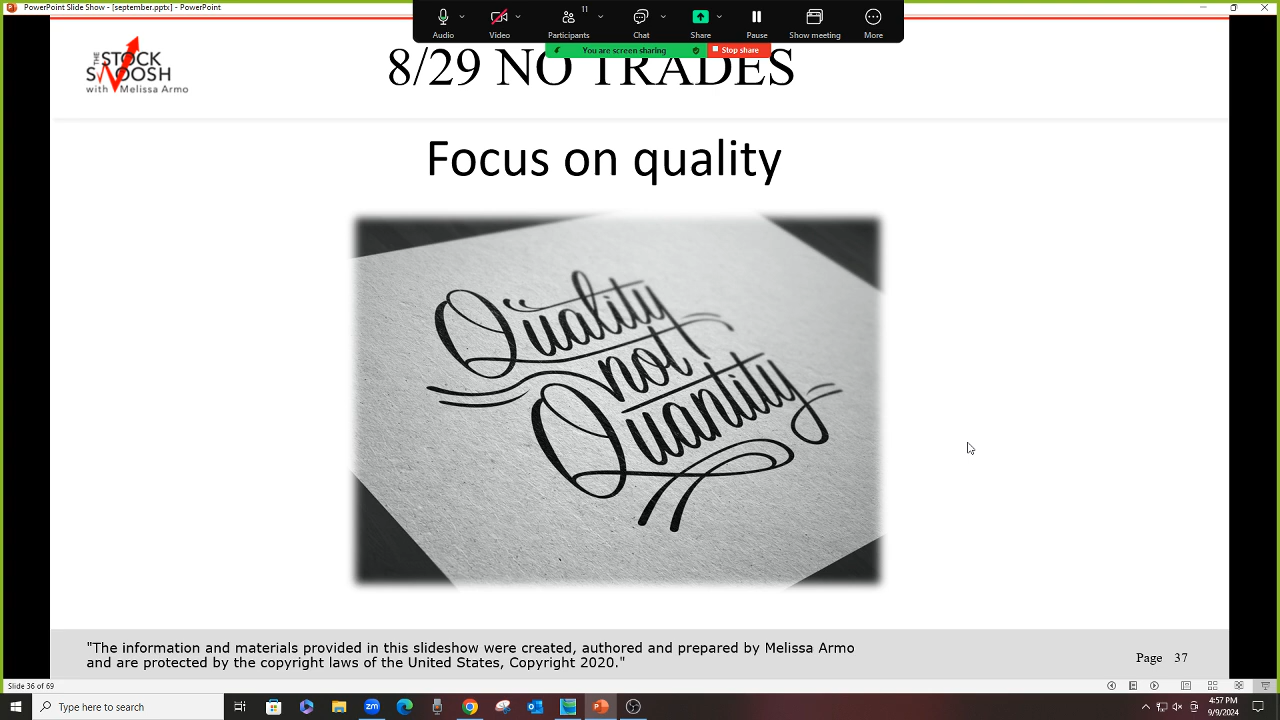 PowerPoint Slide Show - [september.pptx] - PowerPoint
11
Audio
Video
Participants
Chat
Share
Pause
Show meeting
More
You are screen sharing
Stop share
THE
STOCK
SWOOSH
with Melissa Armo
8/29 NO TRADES
Focus on quality
Quality
not
Quantity
"The information and materials provided in this slideshow were created, authored and prepared by Melissa Armo
and are protected by the copyright laws of the United States, Copyright 2020."
Page 37
Slide 36 of 69
Type here to search
zm
4:57 PM
9/9/2024